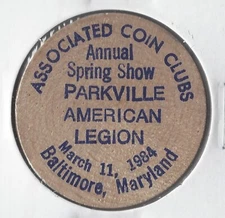 ASSOCIATED COIN CLUBS
Annual
Spring Show
PARKVILLE
AMERICAN
LEGION
March 11, 1984
Baltimore, Maryland